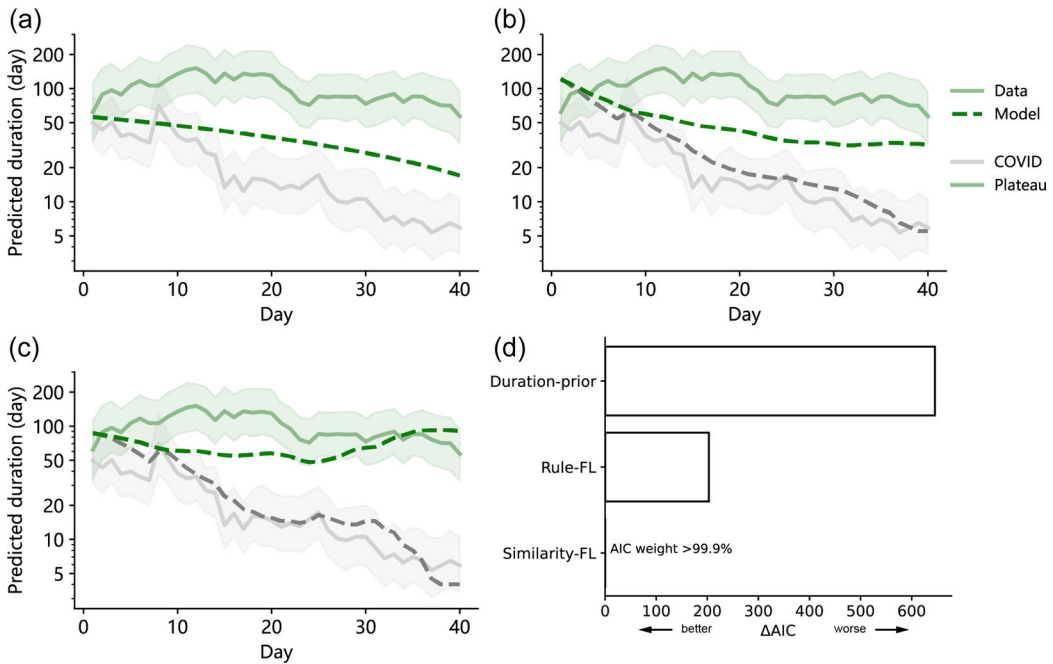 (a)
Predicted duration (day)
200
100
50
20
10
5
0 10 20 30 40
Day
(b)
200
100
50
20
10
5
0 10 20 30 40
Day
Data
Model
COVID
Plateau
(c)
Predicted duration (day)
200
100
50
20
10
5
0 10 20 30 40
Day
(d)
Duration-prior
Rule-FL
Similarity-FL
AIC weight >99.9%
0 100 200 300 400 500 600
better ΔAIC worse